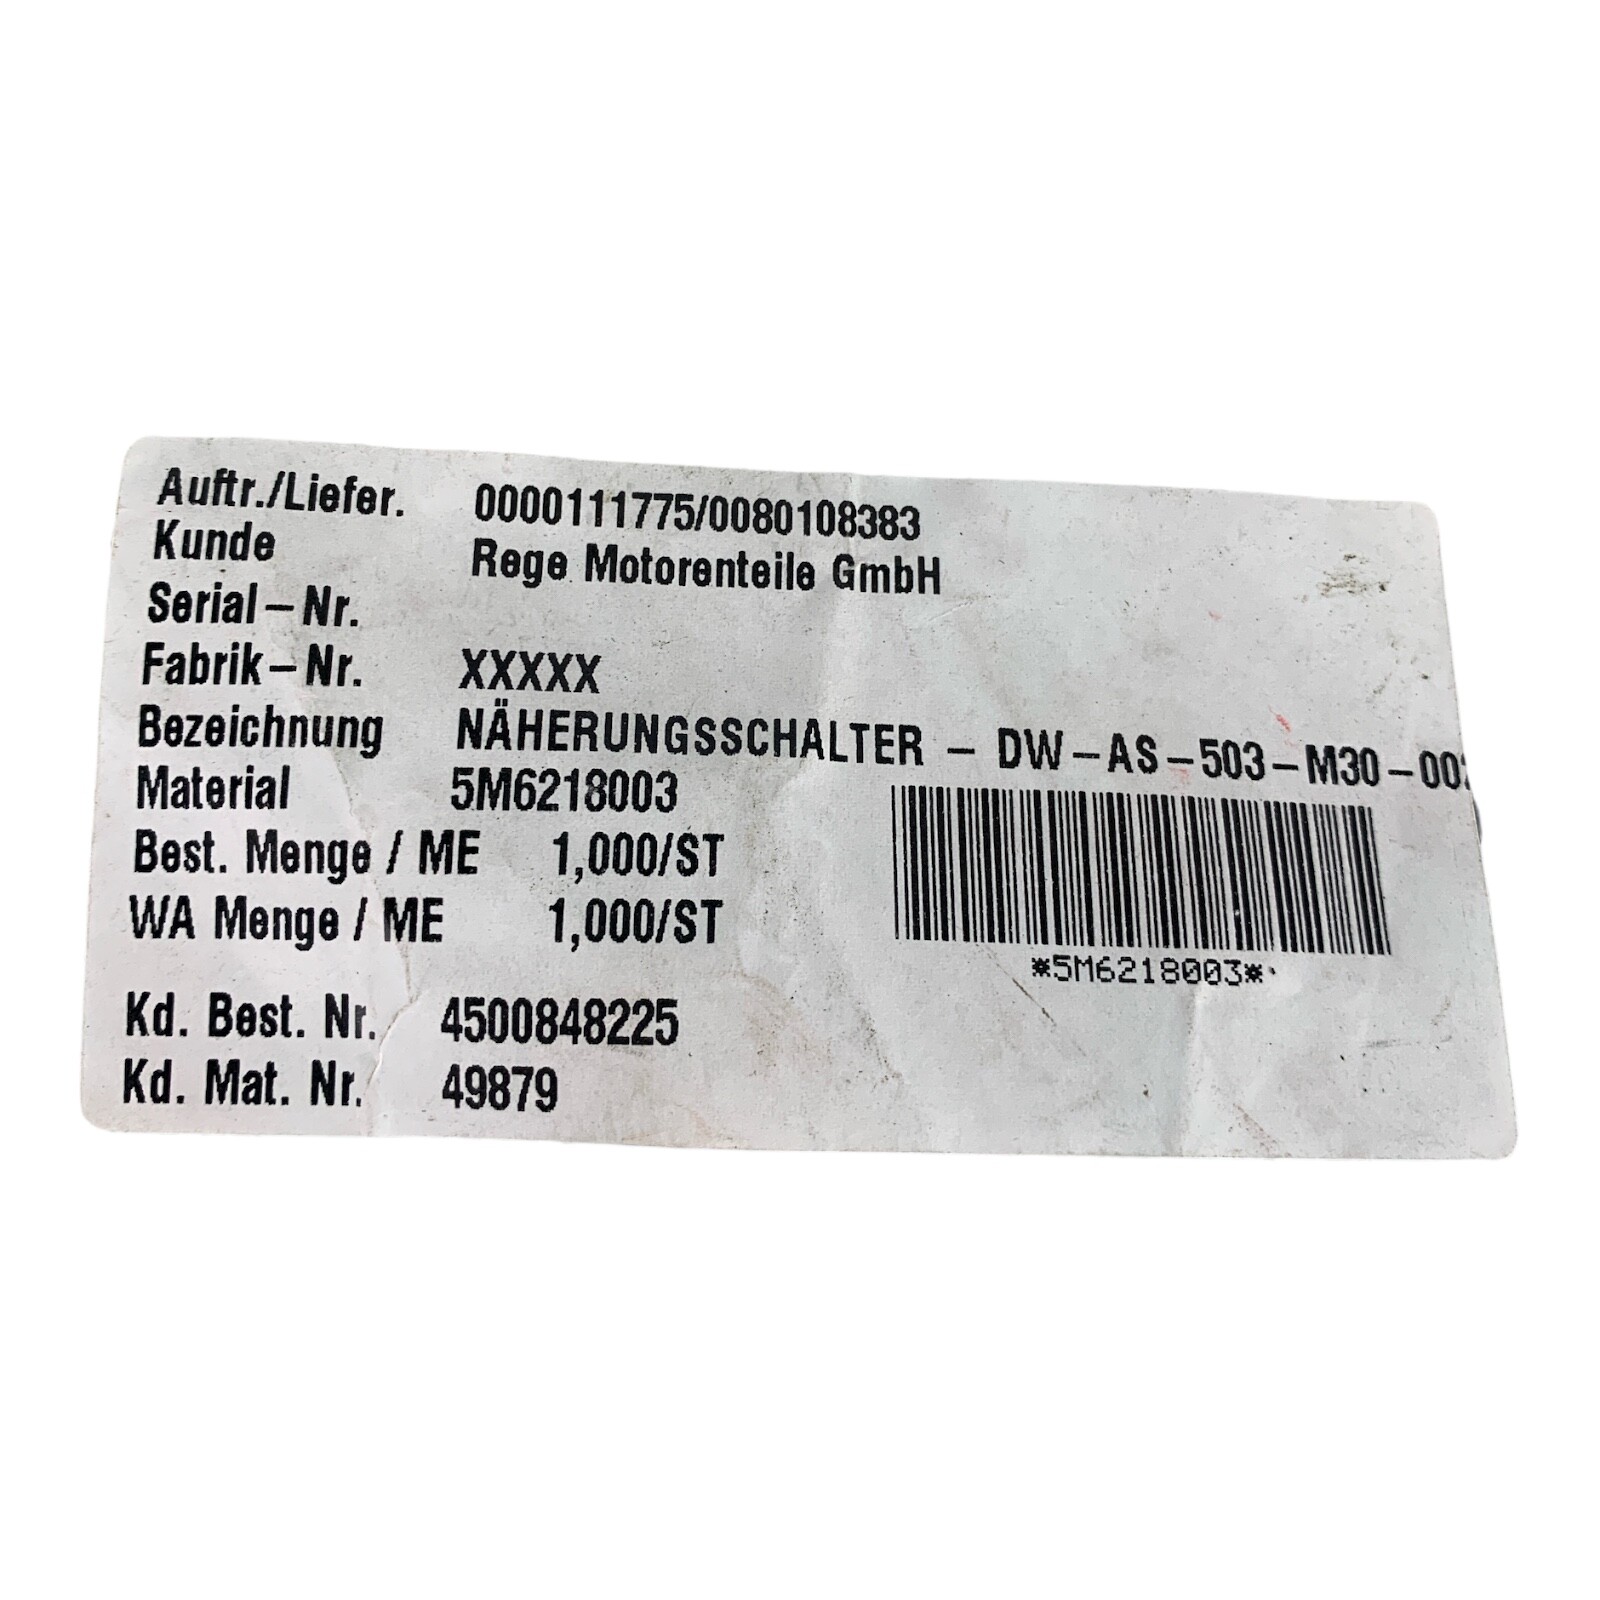 Auftr./Liefer. 0000111775/0080108383
Kunde Rege Motorenteile GmbH
Serial-Nr.
Fabrik-Nr. XXXXX
Bezeichnung NÄHERUNGSSCHALTER - DW-AS-503-M30-00
Material 5M6218003
Best. Menge / ME 1,000/ST
WA Menge / ME 1,000/ST
*5M6218003*
Kd. Best. Nr. 4500848225
Kd. Mat. Nr. 49879